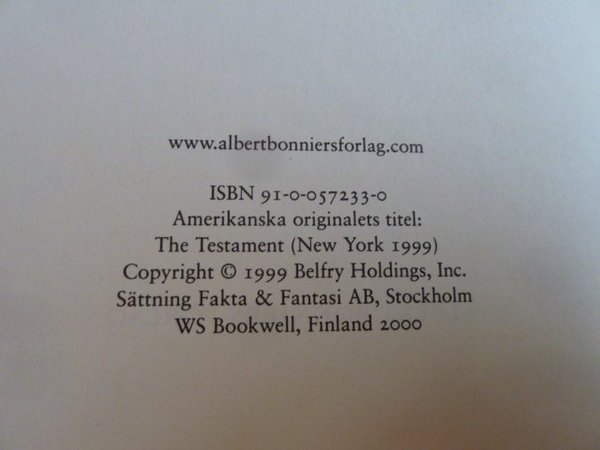 www.albertbonniersforlag.com
ISBN 91-0-057233-0
Amerikanska originalets titel:
The Testament (New York 1999)
Copyright © 1999 Belfry Holdings, Inc.
Sättning Fakta & Fantasi AB, Stockholm
WS Bookwell, Finland 2000